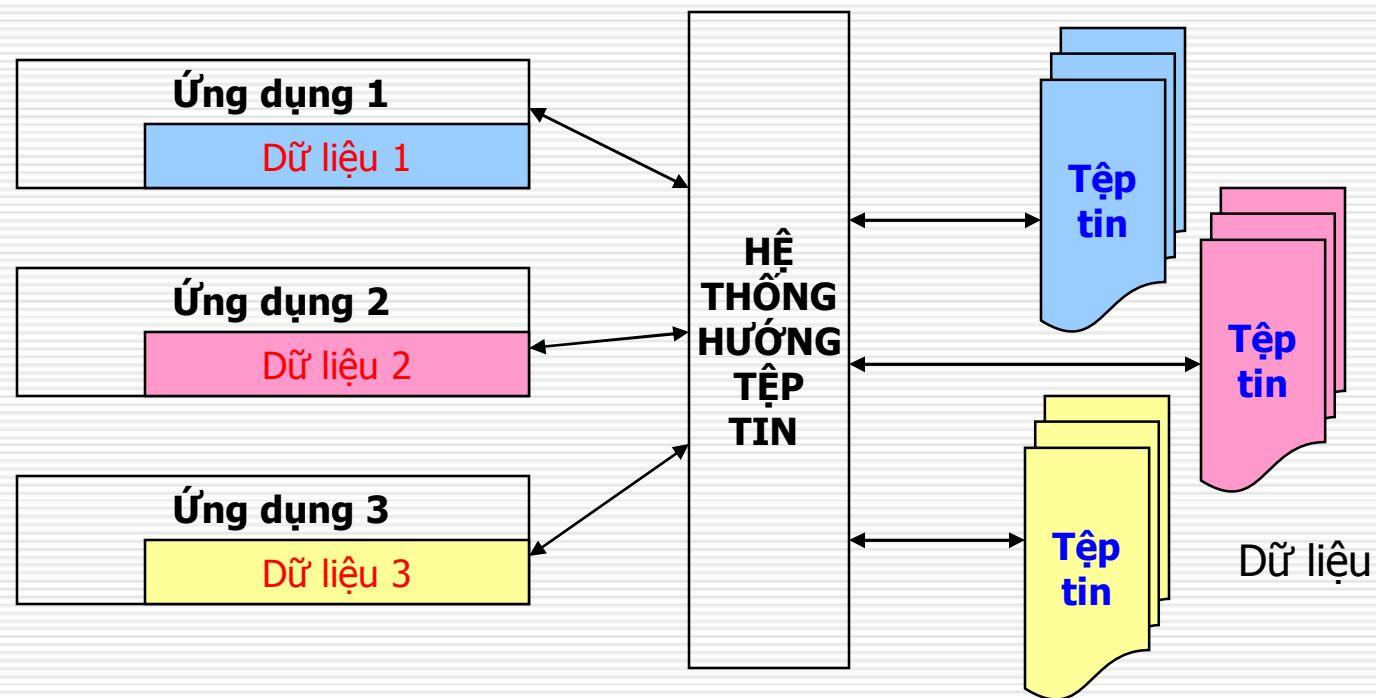 Ứng dụng 1
Dữ liệu 1
Ứng dụng 2
Dữ liệu 2
Ứng dụng 3
Dữ liệu 3
HỆ
THỐNG
HƯỚNG
TỆP
TIN
Tệp
tin
Tệp
tin
Tệp
tin
Dữ liệu